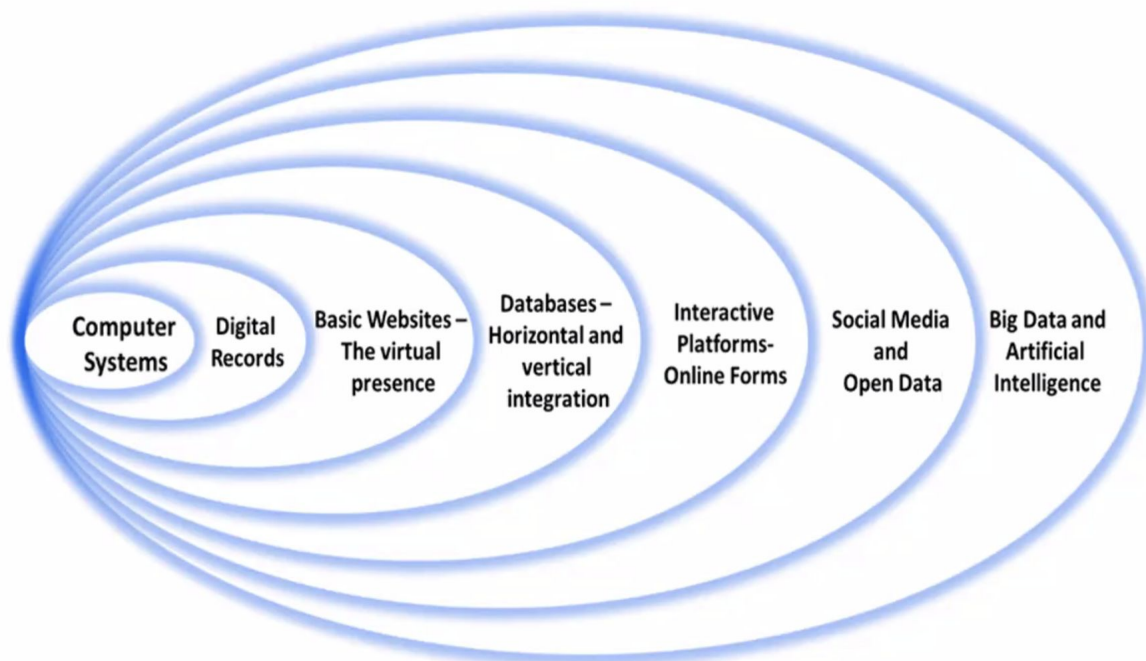 Computer
Systems
Digital
Records
Basic Websites –
The virtual
presence
Databases –
Horizontal and
vertical
integration
Interactive
Platforms-
Online Forms
Social Media
and
Open Data
Big Data and
Artificial
Intelligence